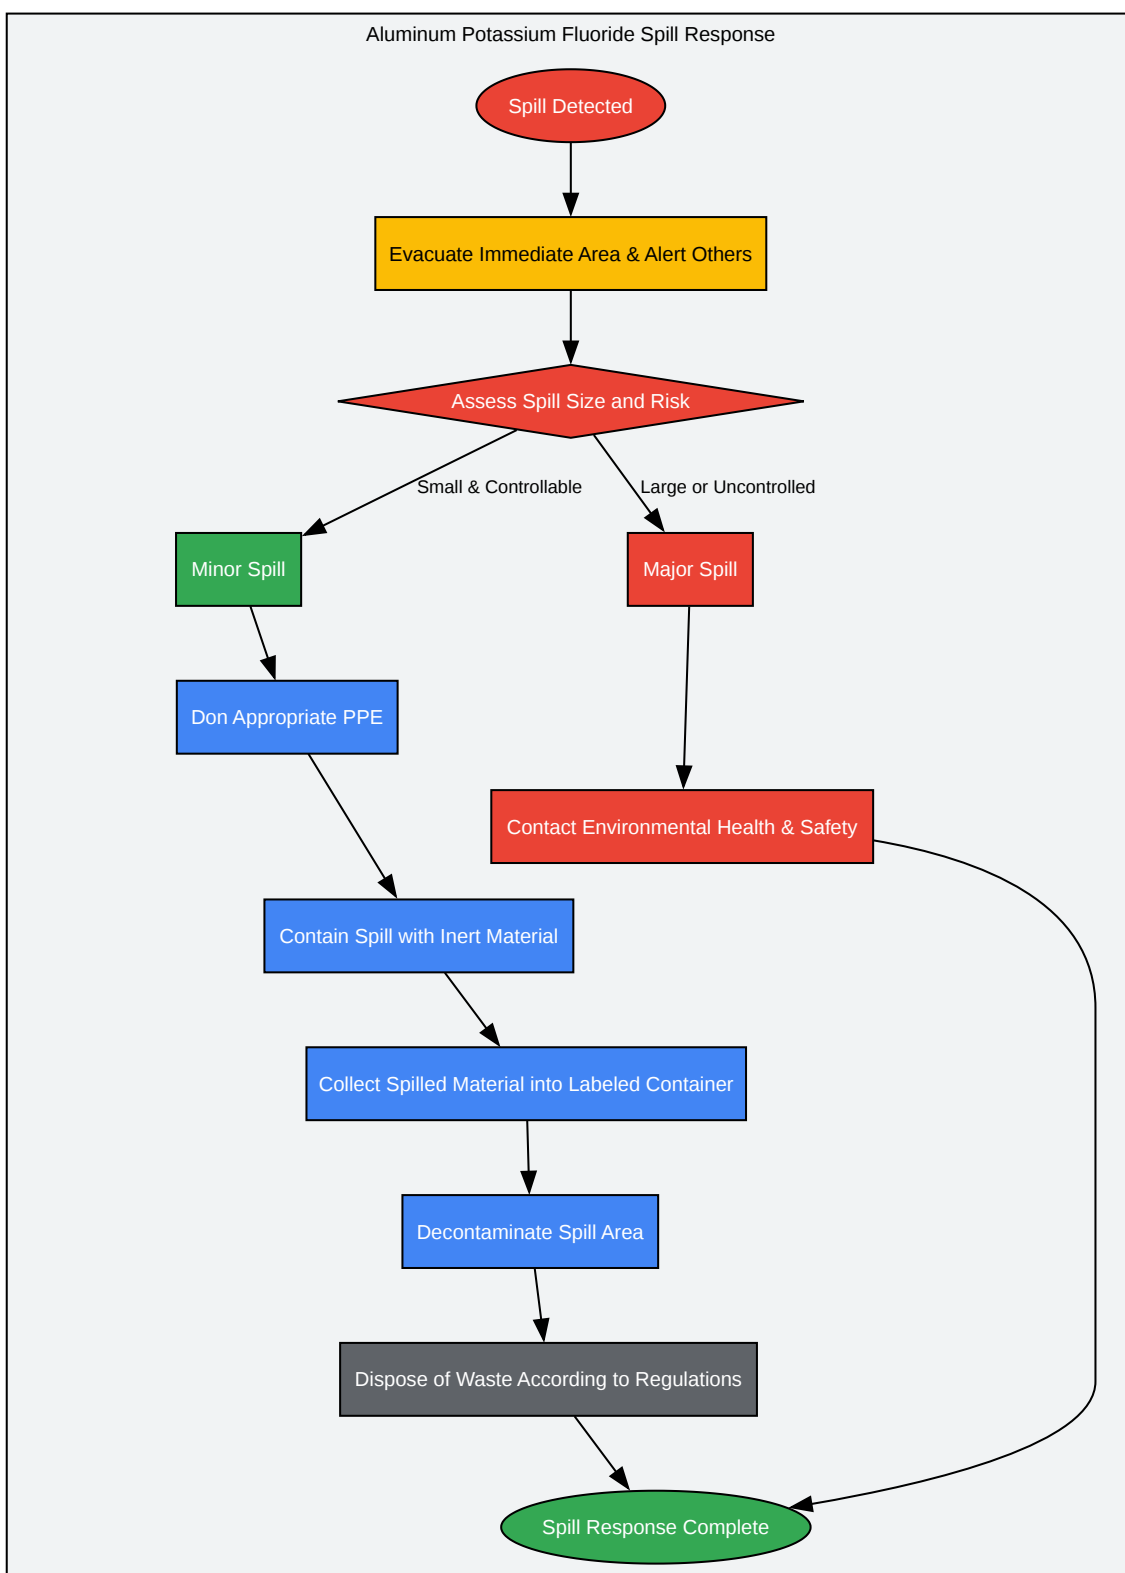 Aluminum Potassium Fluoride Spill Response
Spill Detected
Evacuate Immediate Area & Alert Others
Assess Spill Size and Risk
Small & Controllable
Large or Uncontrolled
Minor Spill
Major Spill
Don Appropriate PPE
Contact Environmental Health & Safety
Contain Spill with Inert Material
Collect Spilled Material into Labeled Container
Decontaminate Spill Area
Dispose of Waste According to Regulations
Spill Response Complete